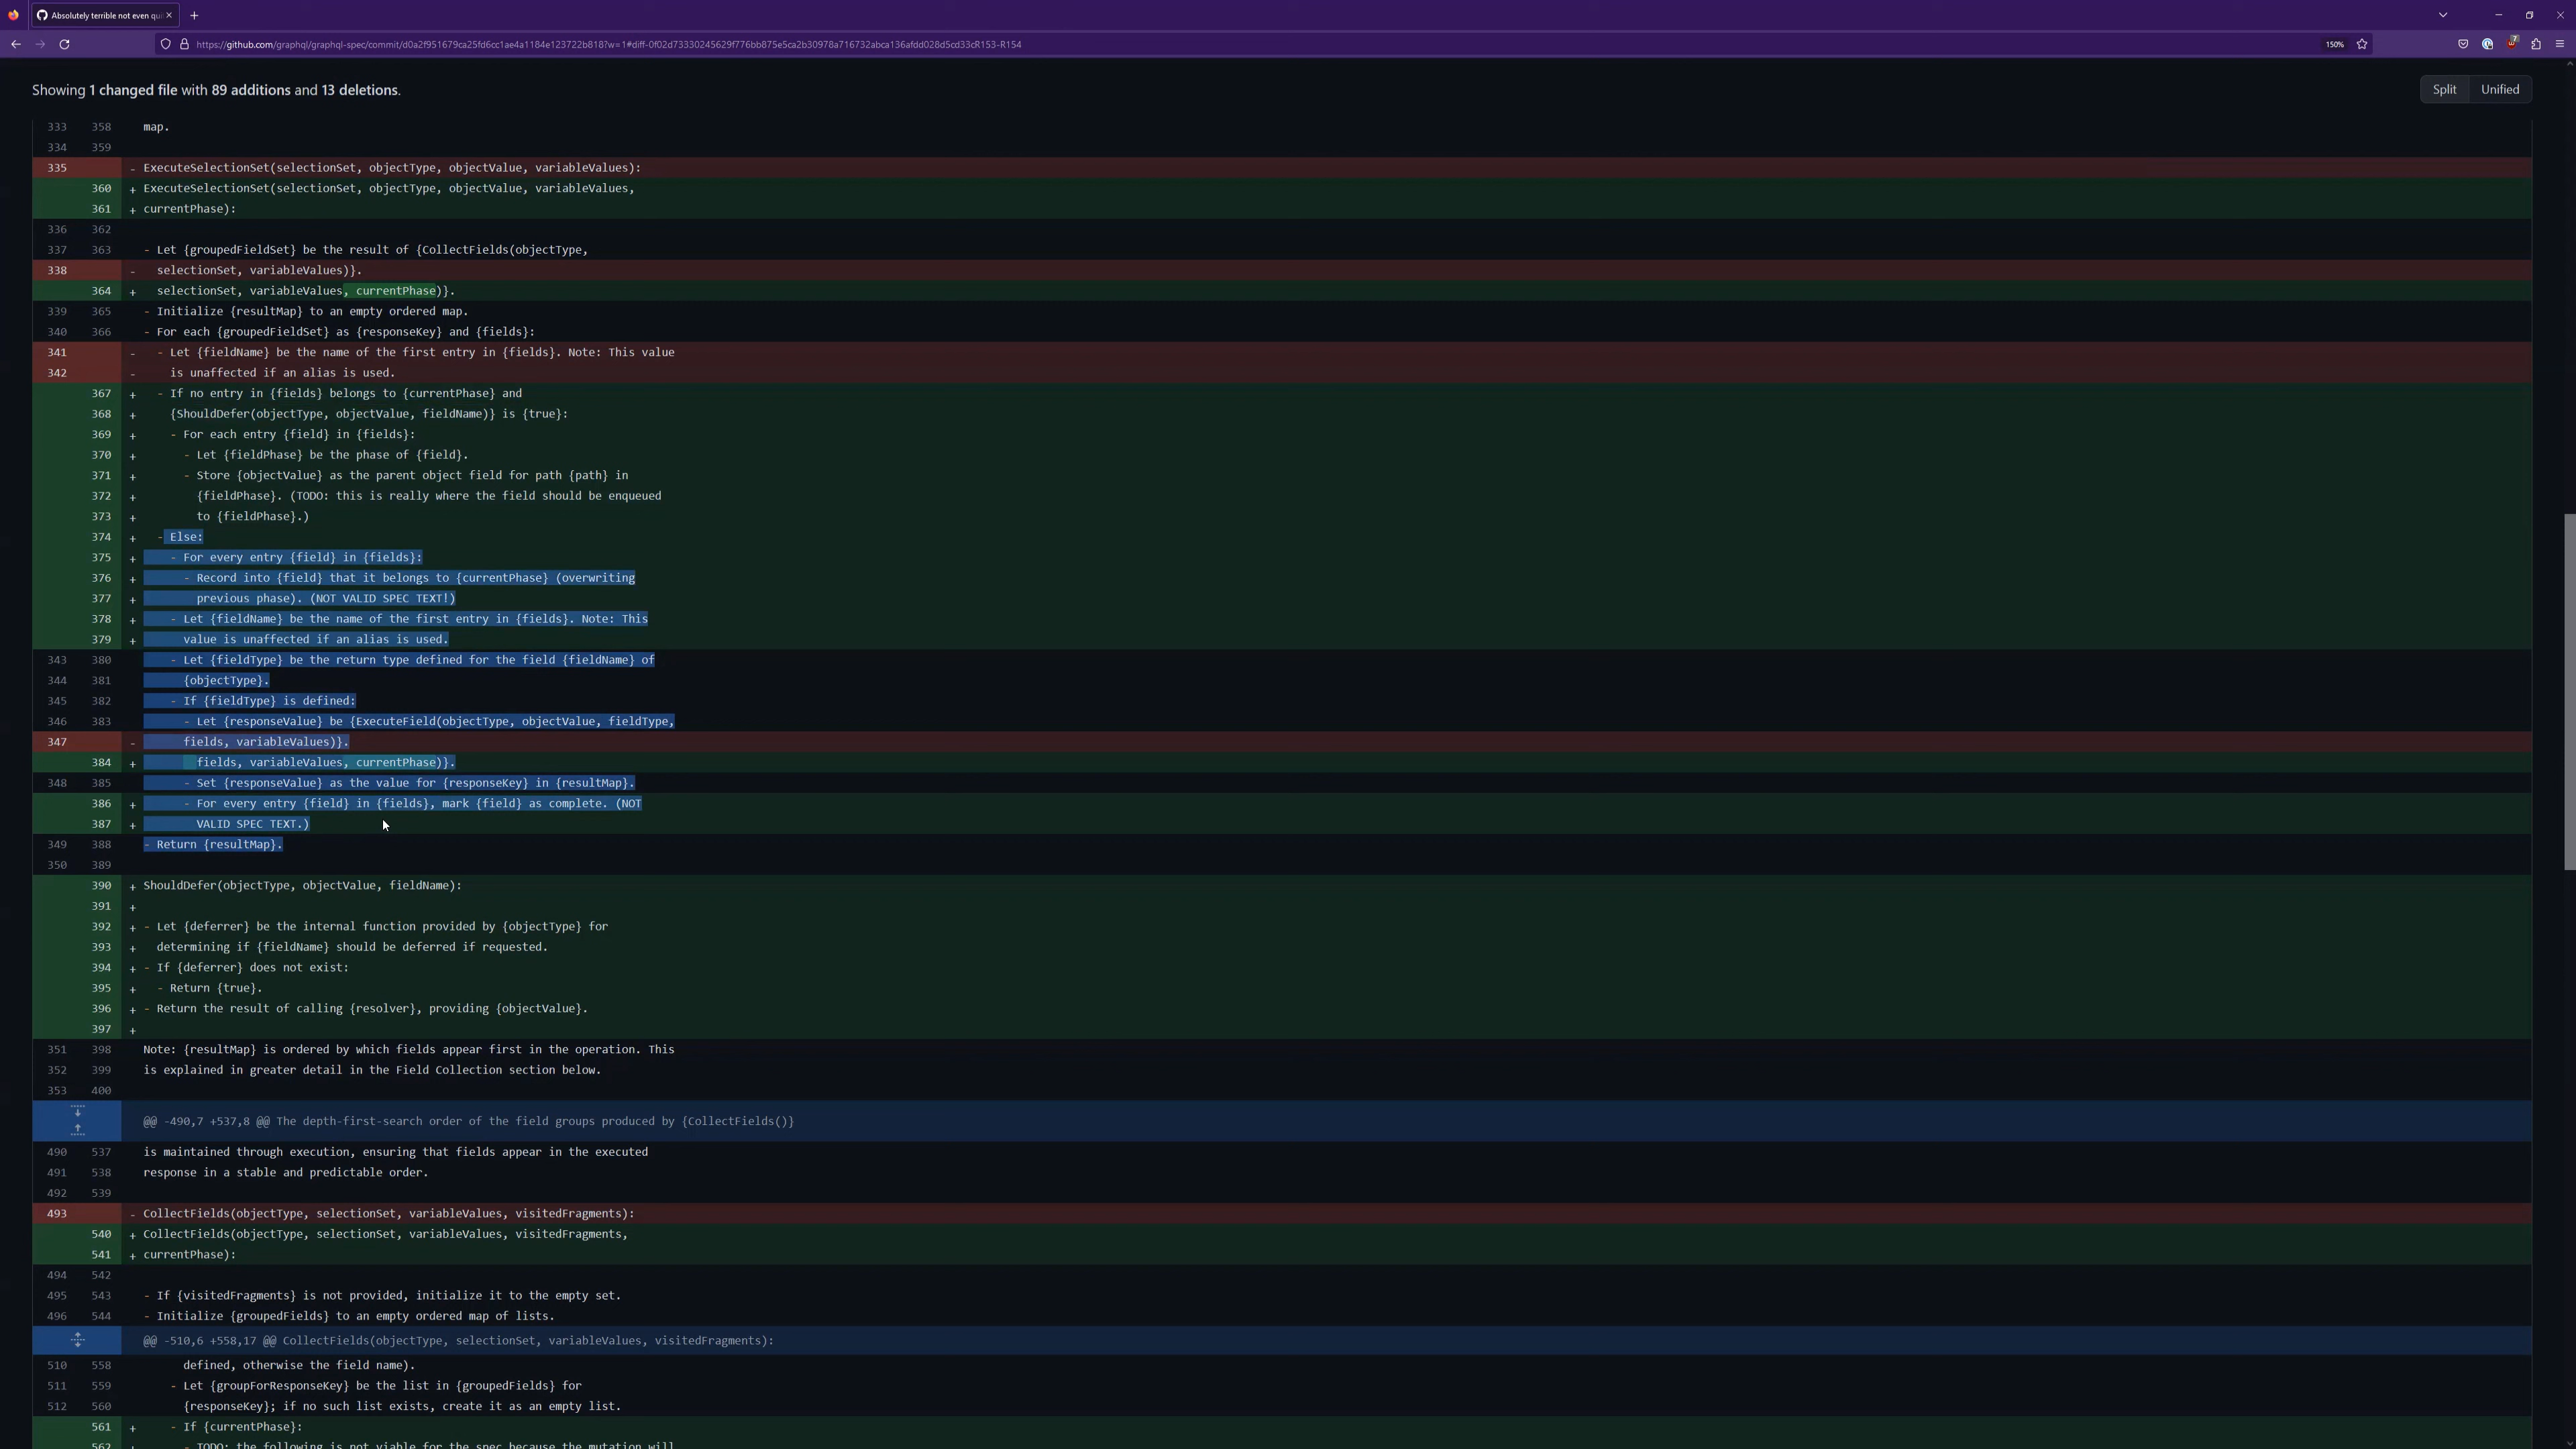 Absolutely terrible not even qui
https://github.com/graphql/graphql-spec/commit/d0a2f951679ca25fd6cc1ae4a1184e123722b818?w=1#diff-0f02d73330245629f776bb875e5ca2b30978a716732abca136afdd028d5cd33cR153-R154
150%
7
Showing 1 changed file with 89 additions and 13 deletions.
Split Unified
333 358 map.
334 359
335 - ExecuteSelectionSet(selectionSet, objectType, objectValue, variableValues):
360 + ExecuteSelectionSet(selectionSet, objectType, objectValue, variableValues,
361 + currentPhase):
336 362
337 363 - Let {groupedFieldSet} be the result of {CollectFields(objectType,
338 - selectionSet, variableValues)}.
364 + selectionSet, variableValues, currentPhase)}.
339 365 - Initialize {resultMap} to an empty ordered map.
340 366 - For each {groupedFieldSet} as {responseKey} and {fields}:
341 - - Let {fieldName} be the name of the first entry in {fields}. Note: This value
342 - is unaffected if an alias is used.
367 + - If no entry in {fields} belongs to {currentPhase} and
368 + {ShouldDefer(objectType, objectValue, fieldName)} is {true}:
369 + - For each entry {field} in {fields}:
370 + - Let {fieldPhase} be the phase of {field}.
371 + - Store {objectValue} as the parent object field for path {path} in
372 + {fieldPhase}. (TODO: this is really where the field should be enqueued
373 + to {fieldPhase}.)
374 + - Else:
375 + - For every entry {field} in {fields}:
376 + - Record into {field} that it belongs to {currentPhase} (overwriting
377 + previous phase). (NOT VALID SPEC TEXT!)
378 + - Let {fieldName} be the name of the first entry in {fields}. Note: This
379 + value is unaffected if an alias is used.
343 380 - Let {fieldType} be the return type defined for the field {fieldName} of
344 381 {objectType}.
345 382 - If {fieldType} is defined:
346 383 - Let {responseValue} be {ExecuteField(objectType, objectValue, fieldType,
347 - fields, variableValues)}.
384 + fields, variableValues, currentPhase)}.
348 385 - Set {responseValue} as the value for {responseKey} in {resultMap}.
386 + - For every entry {field} in {fields}, mark {field} as complete. (NOT
387 + VALID SPEC TEXT.)
349 388 - Return {resultMap}.
350 389
390 + ShouldDefer(objectType, objectValue, fieldName):
391 +
392 + - Let {deferrer} be the internal function provided by {objectType} for
393 + determining if {fieldName} should be deferred if requested.
394 + - If {deferrer} does not exist:
395 + - Return {true}.
396 + - Return the result of calling {resolver}, providing {objectValue}.
397 +
351 398 Note: {resultMap} is ordered by which fields appear first in the operation. This
352 399 is explained in greater detail in the Field Collection section below.
353 400
@@ -490,7 +537,8 @@ The depth-first-search order of the field groups produced by {CollectFields()}
490 537 is maintained through execution, ensuring that fields appear in the executed
491 538 response in a stable and predictable order.
492 539
493 - CollectFields(objectType, selectionSet, variableValues, visitedFragments):
540 + CollectFields(objectType, selectionSet, variableValues, visitedFragments,
541 + currentPhase):
494 542
495 543 - If {visitedFragments} is not provided, initialize it to the empty set.
496 544 - Initialize {groupedFields} to an empty ordered map of lists.
@@ -510,6 +558,17 @@ CollectFields(objectType, selectionSet, variableValues, visitedFragments):
510 558 defined, otherwise the field name).
511 559 - Let {groupForResponseKey} be the list in {groupedFields} for
512 560 {responseKey}; if no such list exists, create it as an empty list.
561 + - If {currentPhase}:
562 + - TODO: the following is not viable for the spec because the mutation will